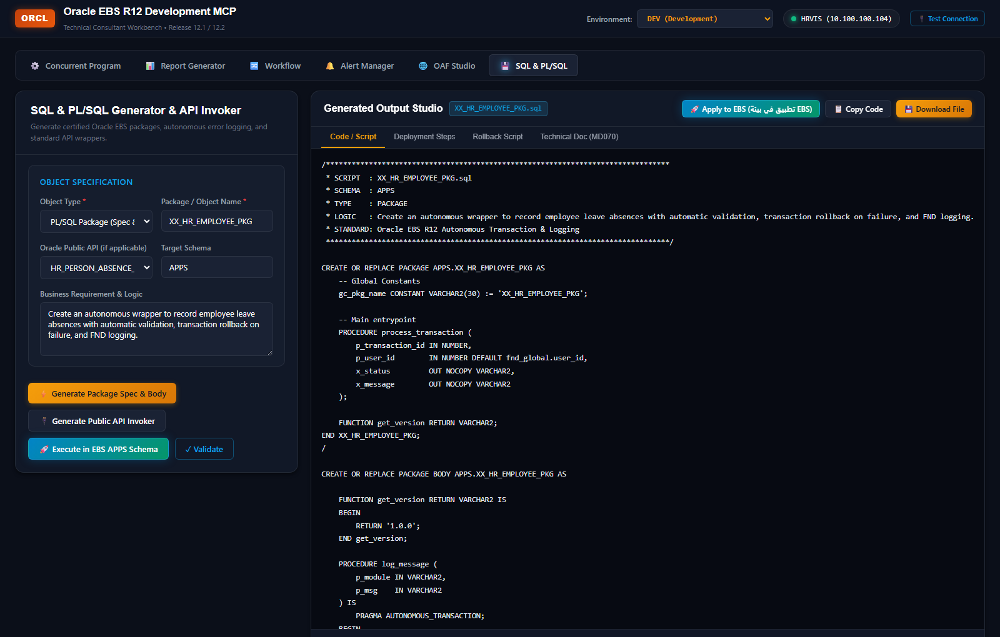 ORCL
Oracle EBS R12 Development MCP
Technical Consultant Workbench • Release 12.1 / 12.2
Environment:
DEV (Development)
HRVIS (10.100.100.104)
Test Connection
Concurrent Program
Report Generator
Workflow
Alert Manager
OAF Studio
SQL & PL/SQL
SQL & PL/SQL Generator & API Invoker
Generate certified Oracle EBS packages, autonomous error logging, and
standard API wrappers.
OBJECT SPECIFICATION
Object Type *
Package / Object Name *
PL/SQL Package (Spec &
XX_HR_EMPLOYEE_PKG
Oracle Public API (if applicable)
Target Schema
HR_PERSON_ABSENCE_
APPS
Business Requirement & Logic
Create an autonomous wrapper to record employee leave
absences with automatic validation, transaction rollback on
failure, and FND logging.
Generate Package Spec & Body
Generate Public API Invoker
Execute in EBS APPS Schema
✓ Validate
Generated Output Studio
XX_HR_EMPLOYEE_PKG.sql
Apply to EBS (تطبيق في بيئة EBS)
Copy Code
Download File
Code / Script
Deployment Steps
Rollback Script
Technical Doc (MD070)
/********************************************************************************
* SCRIPT  : XX_HR_EMPLOYEE_PKG.sql
* SCHEMA  : APPS
* TYPE    : PACKAGE
* LOGIC   : Create an autonomous wrapper to record employee leave absences with automatic validation, transaction rollback on failure, and FND logging.
* STANDARD: Oracle EBS R12 Autonomous Transaction & Logging
********************************************************************************/
CREATE OR REPLACE PACKAGE APPS.XX_HR_EMPLOYEE_PKG AS
-- Global Constants
gc_pkg_name CONSTANT VARCHAR2(30) := 'XX_HR_EMPLOYEE_PKG';
-- Main entrypoint
PROCEDURE process_transaction (
p_transaction_id IN NUMBER,
p_user_id        IN NUMBER DEFAULT fnd_global.user_id,
x_status         OUT NOCOPY VARCHAR2,
x_message        OUT NOCOPY VARCHAR2
);
FUNCTION get_version RETURN VARCHAR2;
END XX_HR_EMPLOYEE_PKG;
/
CREATE OR REPLACE PACKAGE BODY APPS.XX_HR_EMPLOYEE_PKG AS
FUNCTION get_version RETURN VARCHAR2 IS
BEGIN
RETURN '1.0.0';
END get_version;
PROCEDURE log_message (
p_module IN VARCHAR2,
p_msg    IN VARCHAR2
) IS
PRAGMA AUTONOMOUS_TRANSACTION;
BEGIN